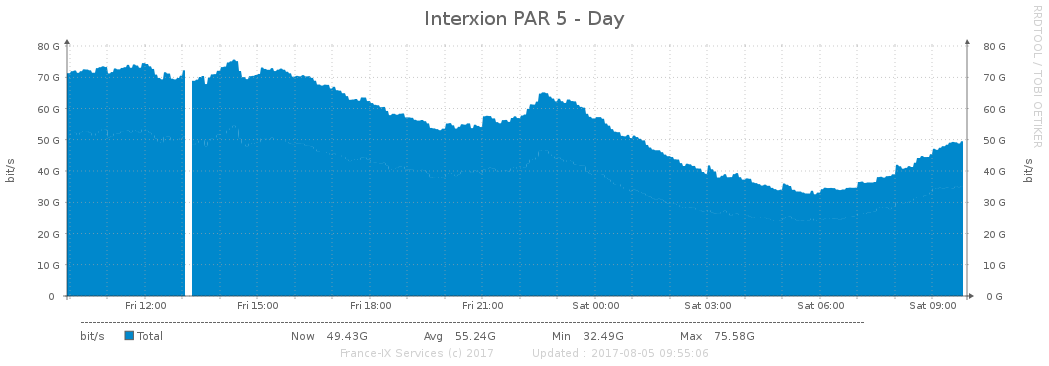 Interxion PAR 5 - Day
RRDTOOL / TOBI OETIKER
bit/s
80 G 80 G
70 G 70 G
60 G 60 G
50 G 50 G
40 G 40 G
30 G 30 G
20 G 20 G
10 G 10 G
0 0 G
bit/s
Fri 12:00 Fri 15:00 Fri 18:00 Fri 21:00 Sat 00:00 Sat 03:00 Sat 06:00 Sat 09:00
bit/s Total Now 49.43G Avg 55.24G Min 32.49G Max 75.58G
France-IX Services (c) 2017 Updated : 2017-08-05 09:55:06